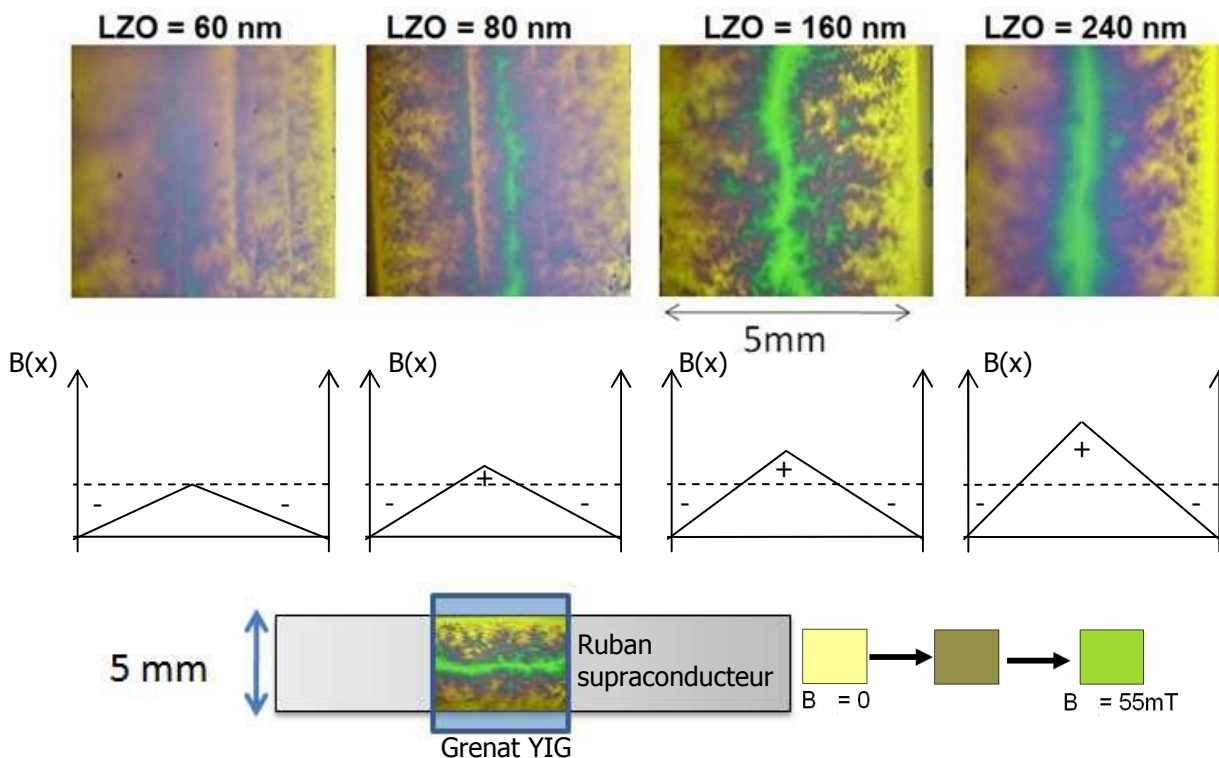 LZO = 60 nm
LZO = 80 nm
LZO = 160 nm
LZO = 240 nm
5mm
B(x)
B(x)
B(x)
B(x)
-
-
-
+
-
-
+
-
-
+
-
5 mm
Ruban
supraconducteur
Grenat YIG
B = 0
B = 55mT